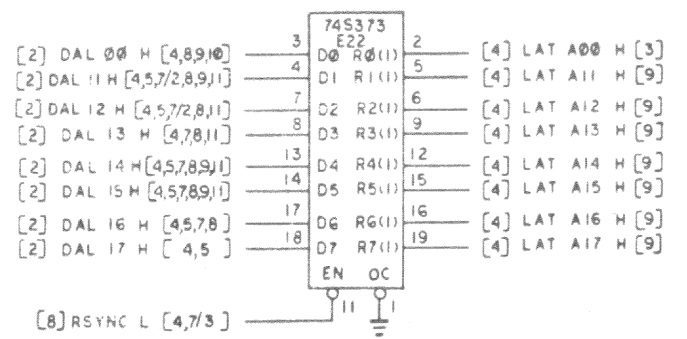 74S373
E22
[2] DAL 00 H [4,8,9,10] 3 D0 R0(1) 2 [4] LAT A00 H [3]
[2] DAL 11 H [4,5,7/2,8,9,11] 4 D1 R1(1) 5 [4] LAT A11 H [9]
[2] DAL 12 H [4,5,7/2,8,11] 7 D2 R2(1) 6 [4] LAT A12 H [9]
[2] DAL 13 H [4,7,8,11] 8 D3 R3(1) 9 [4] LAT A13 H [9]
[2] DAL 14 H [4,5,7,8,9,11] 13 D4 R4(1) 12 [4] LAT A14 H [9]
[2] DAL 15 H [4,5,7,8,9,11] 14 D5 R5(1) 15 [4] LAT A15 H [9]
[2] DAL 16 H [4,5,7,8] 17 D6 R6(1) 16 [4] LAT A16 H [9]
[2] DAL 17 H [ 4,5 ] 18 D7 R7(1) 19 [4] LAT A17 H [9]
EN OC
[8] RSYNC L [4,7/3] 11 1